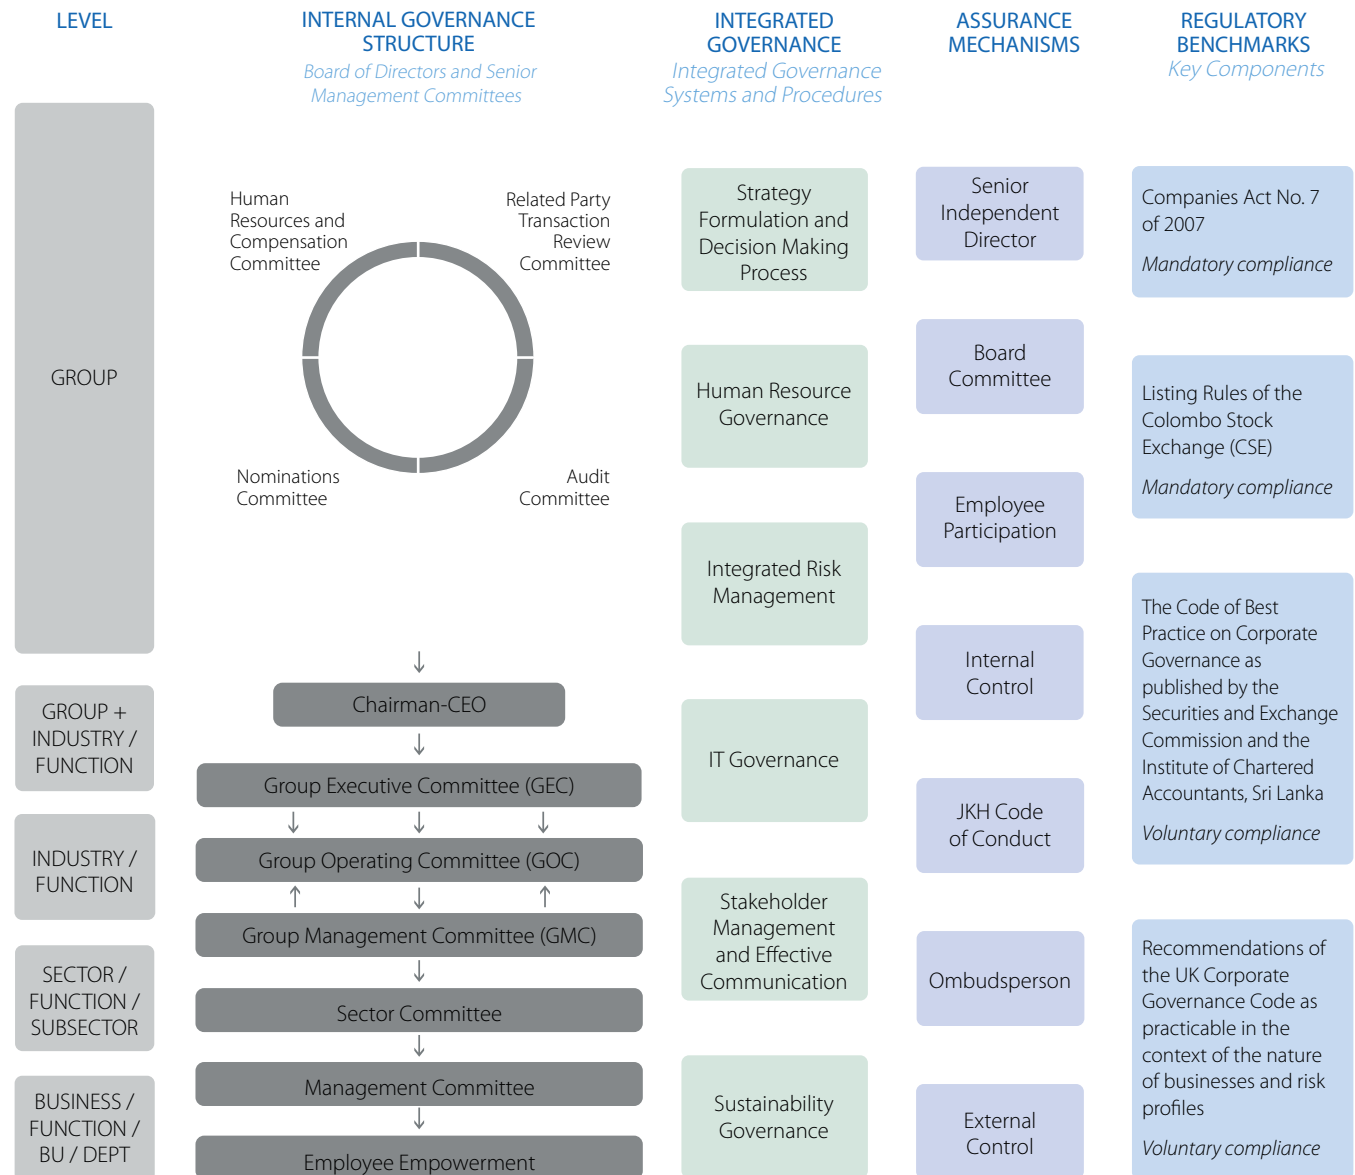 LEVEL
GROUP
GROUP +
INDUSTRY /
FUNCTION
INDUSTRY /
FUNCTION
SECTOR /
FUNCTION /
SUBSECTOR
BUSINESS /
FUNCTION /
BU / DEPT
INTERNAL GOVERNANCE
STRUCTURE
Board of Directors and Senior
Management Committees
Human
Resources and
Compensation
Committee
Related Party
Transaction
Review
Committee
Nominations
Committee
Audit
Committee
Chairman-CEO
Group Executive Committee (GEC)
Group Operating Committee (GOC)
Group Management Committee (GMC)
Sector Committee
Management Committee
Employee Empowerment
INTEGRATED
GOVERNANCE
Integrated Governance
Systems and Procedures
Strategy
Formulation and
Decision Making
Process
Human Resource
Governance
Integrated Risk
Management
IT Governance
Stakeholder
Management
and Effective
Communication
Sustainability
Governance
ASSURANCE
MECHANISMS
Senior
Independent
Director
Board
Committee
Employee
Participation
Internal
Control
JKH Code
of Conduct
Ombudsperson
External
Control
REGULATORY
BENCHMARKS
Key Components
Companies Act No. 7
of 2007
Mandatory compliance
Listing Rules of the
Colombo Stock
Exchange (CSE)
Mandatory compliance
The Code of Best
Practice on Corporate
Governance as
published by the
Securities and Exchange
Commission and the
Institute of Chartered
Accountants, Sri Lanka
Voluntary compliance
Recommendations of
the UK Corporate
Governance Code as
practicable in the
context of the nature
of businesses and risk
profiles
Voluntary compliance